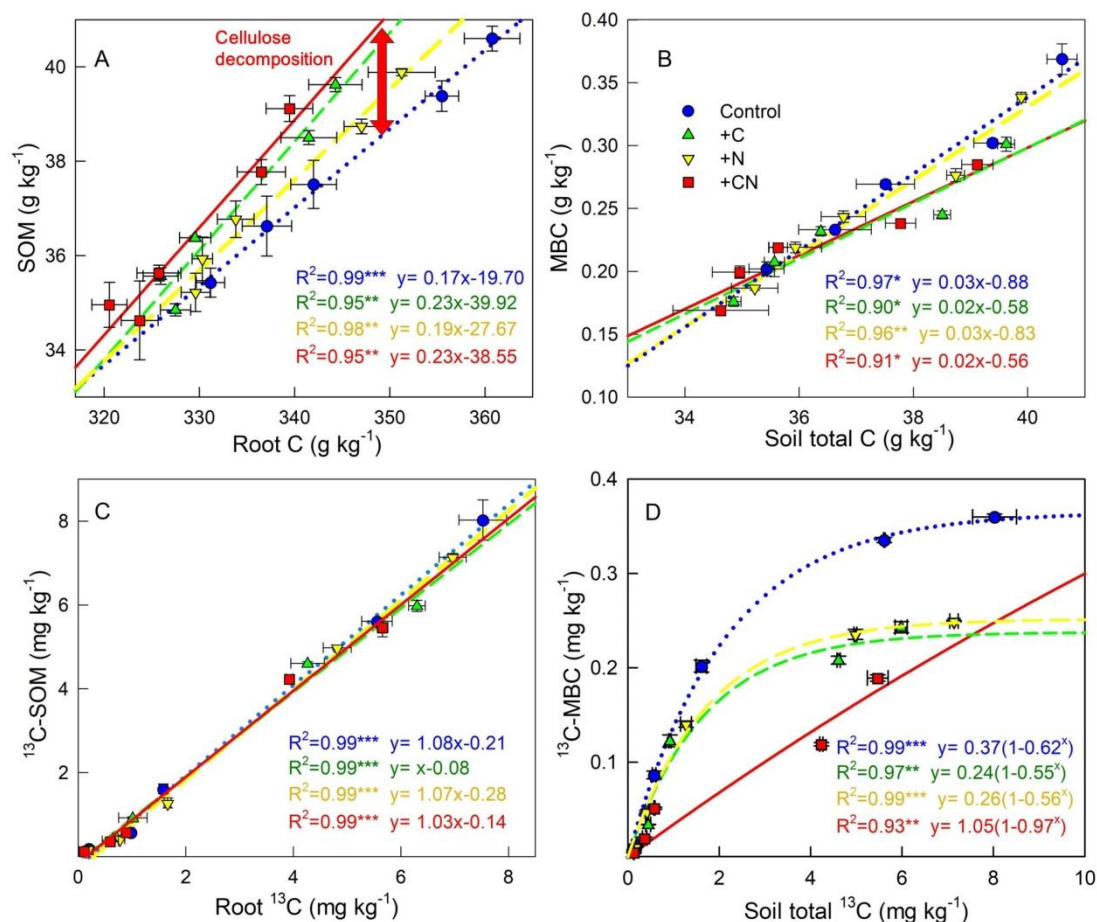 A
Cellulose
decomposition
SOM (g kg⁻¹)
40
38
36
34
R²=0.99*** y= 0.17x-19.70
R²=0.95** y= 0.23x-39.92
R²=0.98** y= 0.19x-27.67
R²=0.95** y= 0.23x-38.55
320 330 340 350 360
Root C (g kg⁻¹)
B
MBC (g kg⁻¹)
0.40
0.35
0.30
0.25
0.20
0.15
0.10
Control
+C
+N
+CN
R²=0.97* y= 0.03x-0.88
R²=0.90* y= 0.02x-0.58
R²=0.96** y= 0.03x-0.83
R²=0.91* y= 0.02x-0.56
34 36 38 40
Soil total C (g kg⁻¹)
C
¹³C-SOM (mg kg⁻¹)
8
6
4
2
R²=0.99*** y= 1.08x-0.21
R²=0.99*** y= x-0.08
R²=0.99*** y= 1.07x-0.28
R²=0.99*** y= 1.03x-0.14
0 2 4 6 8
Root ¹³C (mg kg⁻¹)
D
¹³C-MBC (mg kg⁻¹)
0.4
0.3
0.2
0.1
R²=0.99*** y= 0.37(1-0.62ˣ)
R²=0.97** y= 0.24(1-0.55ˣ)
R²=0.99*** y= 0.26(1-0.56ˣ)
R²=0.93** y= 1.05(1-0.97ˣ)
0 2 4 6 8 10
Soil total ¹³C (mg kg⁻¹)